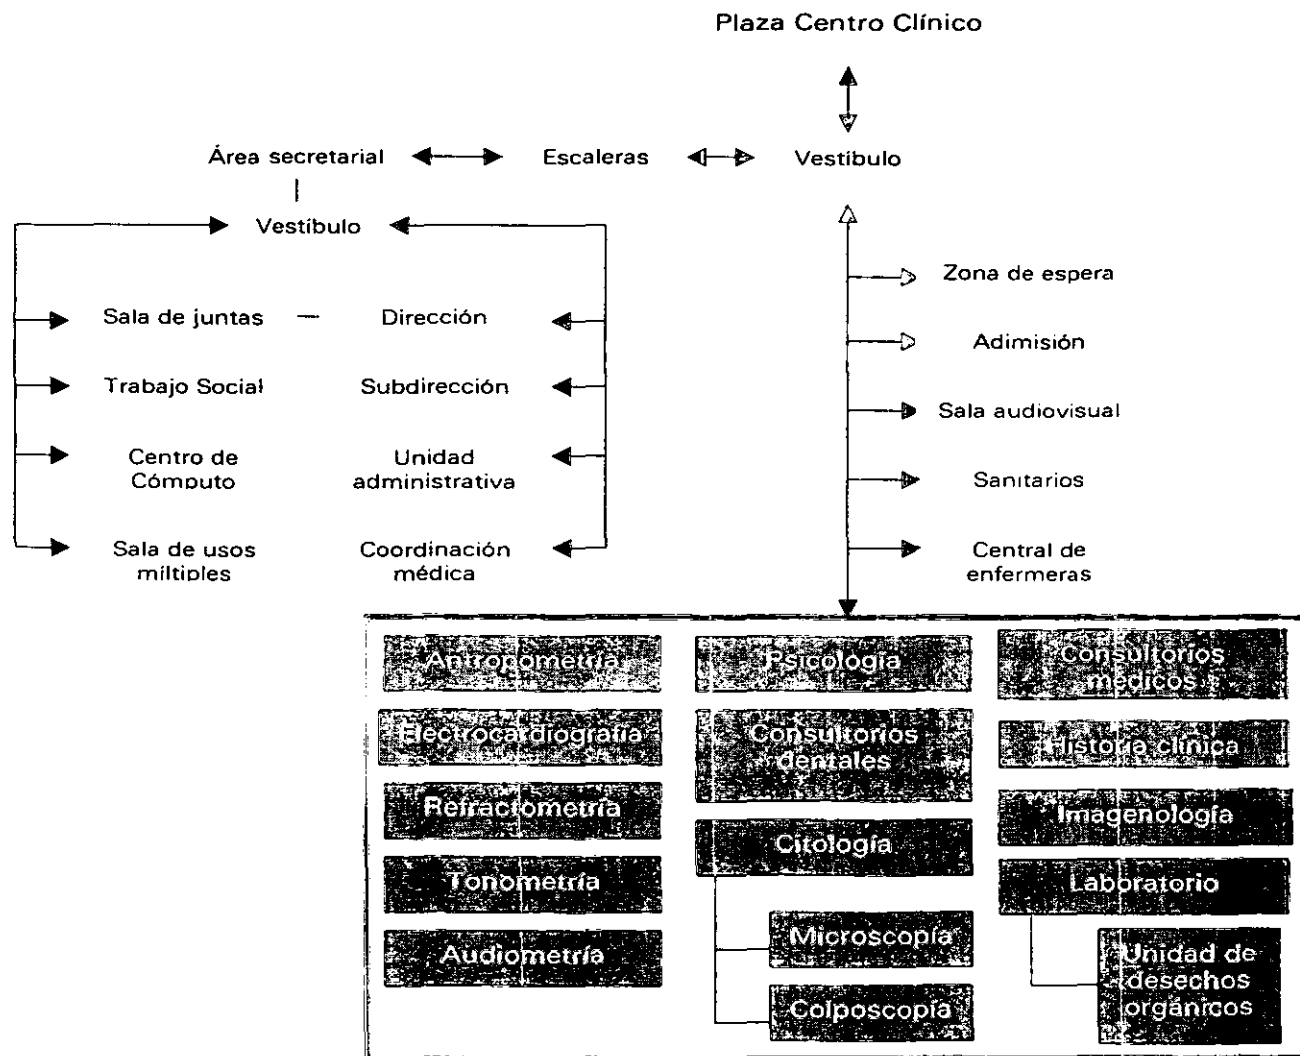 Plaza Centro Clínico
Área secretarial
Escaleras
Vestíbulo
Vestíbulo
Sala de juntas
Dirección
Trabajo Social
Subdirección
Centro de
Cómputo
Unidad
administrativa
Sala de usos
míltiples
Coordinación
médica
Zona de espera
Adimisión
Sala audiovisual
Sanitarios
Central de
enfermeras
Antropometría
Electrocardiografía
Refractometría
Tonometría
Audiometría
Psicología
Consultorios
dentales
Citología
Microscopía
Colposcopía
Consultorios
médicos
Historia clínica
Imagenología
Laboratorio
Unidad de
desechos
orgánicos